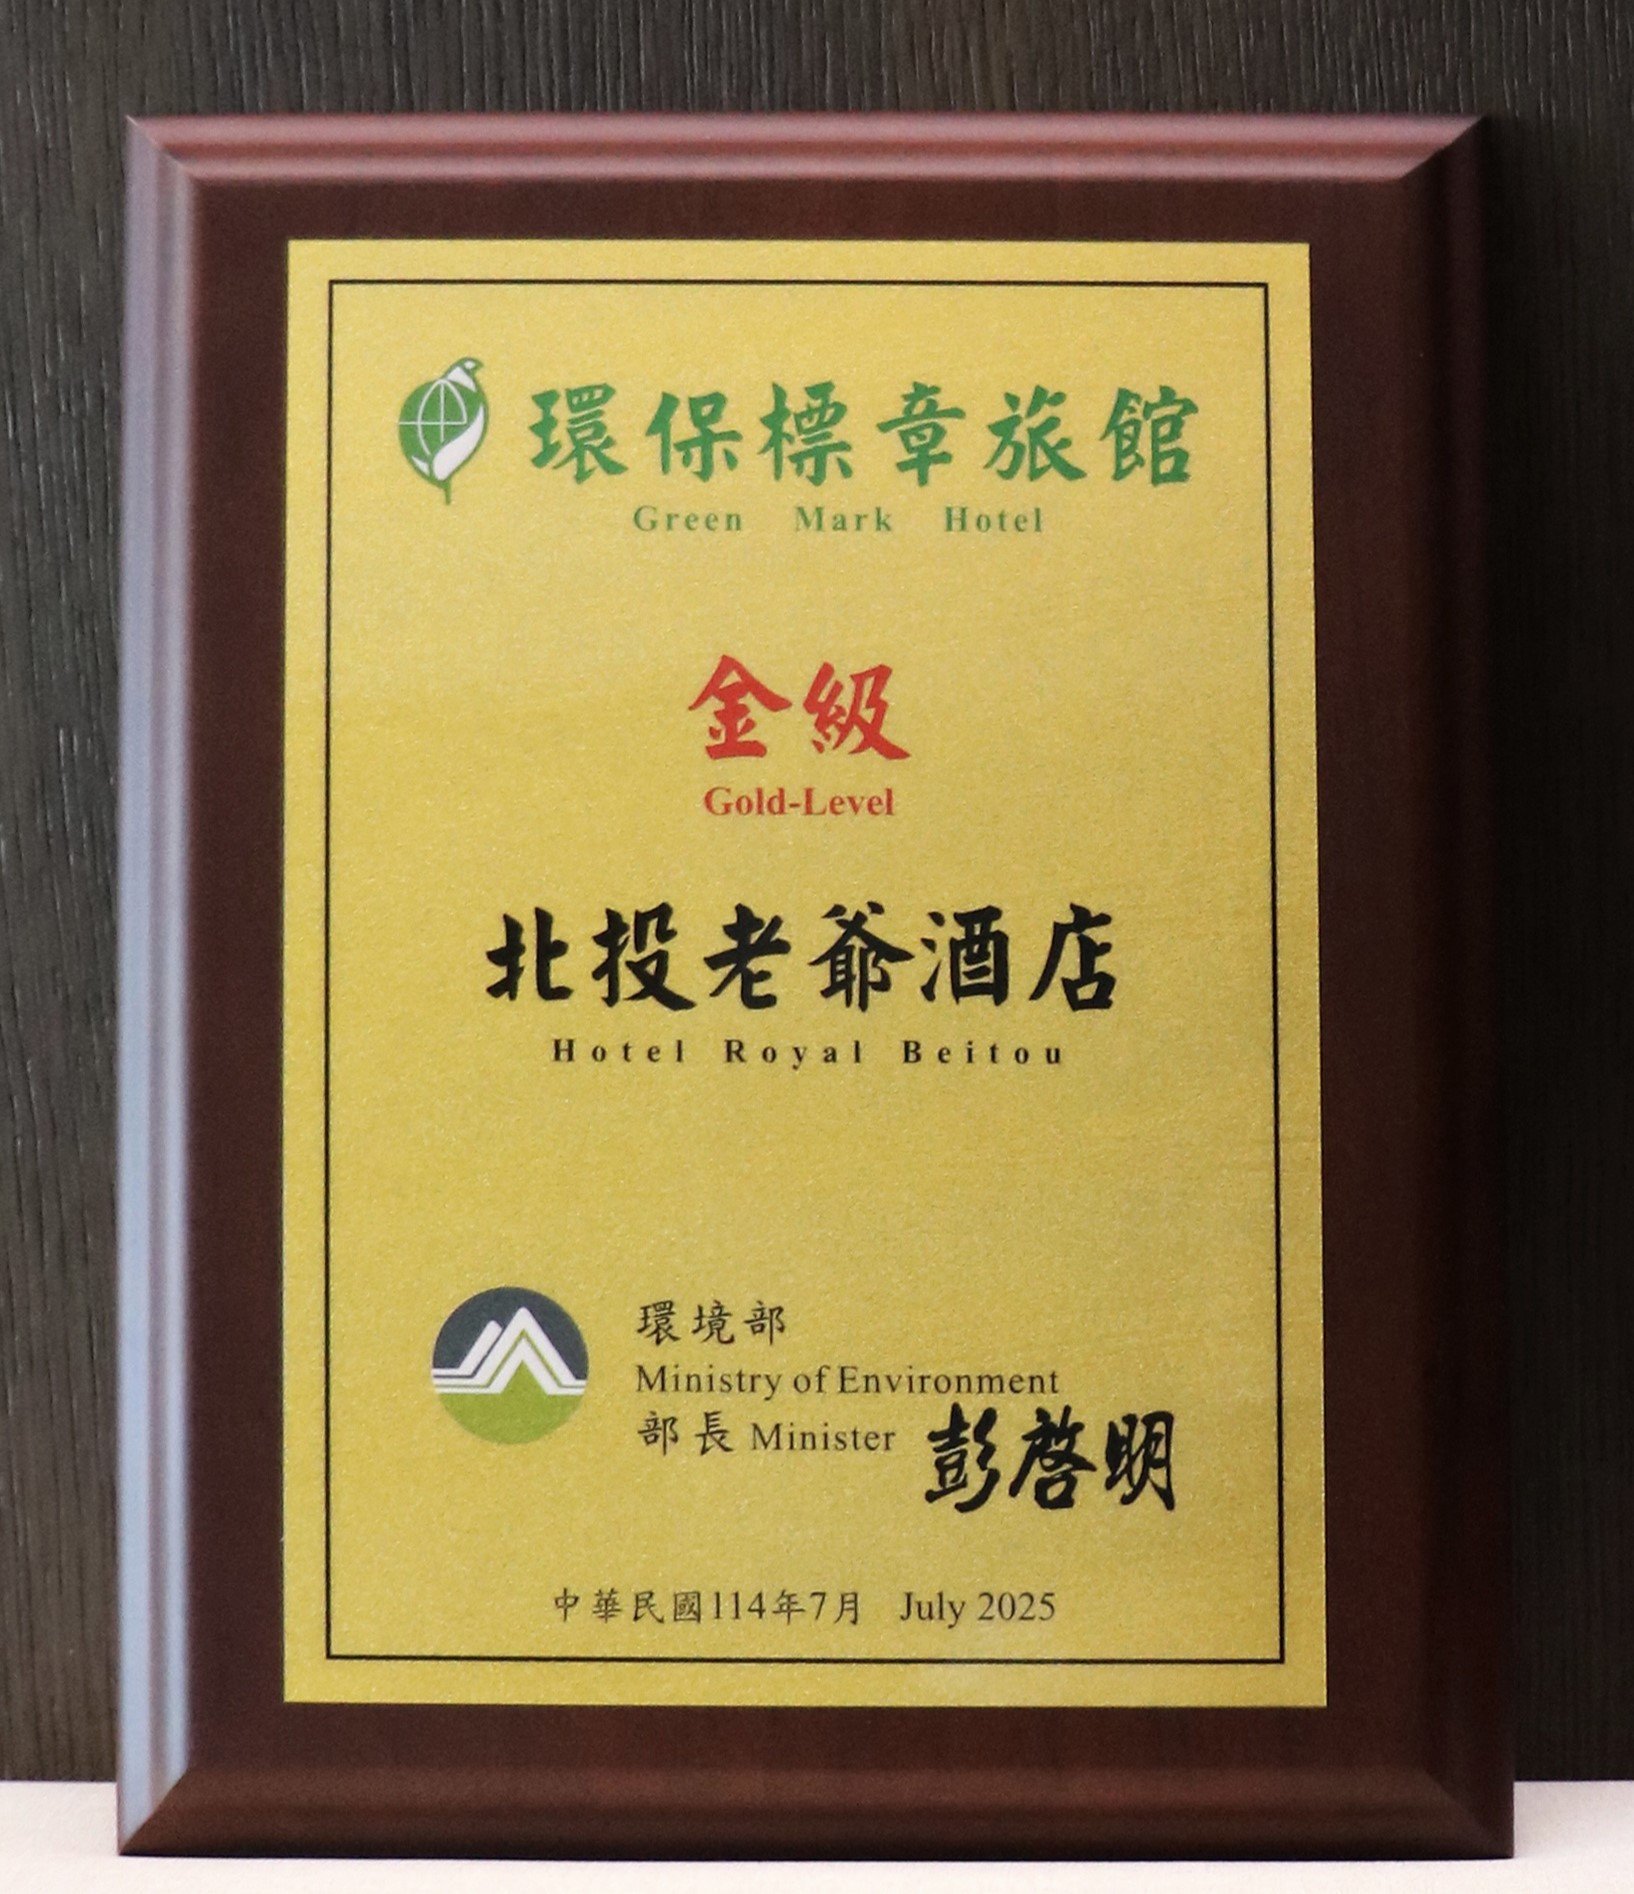 環保標章旅館
Green Mark Hotel
金級
Gold-Level
北投老爺酒店
Hotel Royal Beitou
環境部
Ministry of Environment
部長 Minister 彭啓明
中華民國114年7月 July 2025